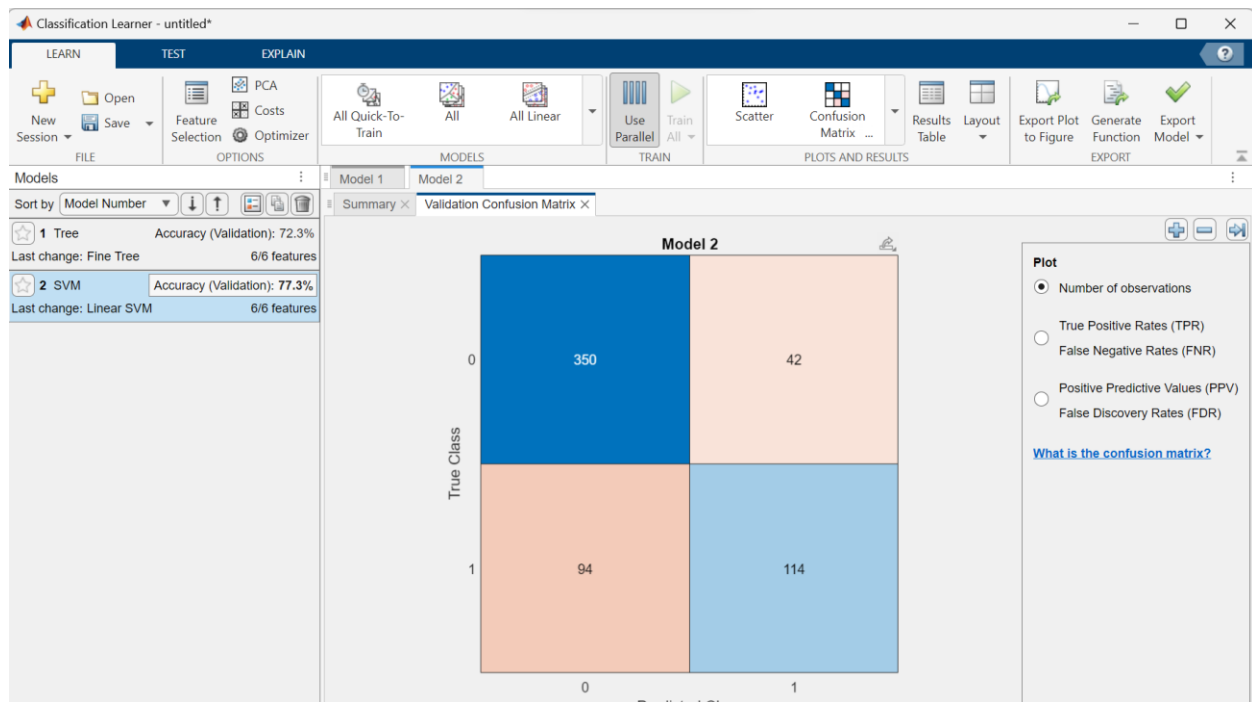 Classification Learner - untitled*
LEARN TEST EXPLAIN
New Session
Open
Save
FILE
Feature Selection
PCA
Costs
Optimizer
OPTIONS
All Quick-To-Train
All
All Linear
MODELS
Use Parallel
Train All
TRAIN
Scatter
Confusion Matrix ...
Results Table
Layout
PLOTS AND RESULTS
Export Plot to Figure
Generate Function
Export Model
EXPORT
Models
Sort by Model Number
1 Tree Accuracy (Validation): 72.3%
Last change: Fine Tree 6/6 features
2 SVM Accuracy (Validation): 77.3%
Last change: Linear SVM 6/6 features
Model 1 Model 2
Summary Validation Confusion Matrix
Model 2
True Class
0 350 42
1 94 114
0 1
Plot
Number of observations
True Positive Rates (TPR)
False Negative Rates (FNR)
Positive Predictive Values (PPV)
False Discovery Rates (FDR)
What is the confusion matrix?